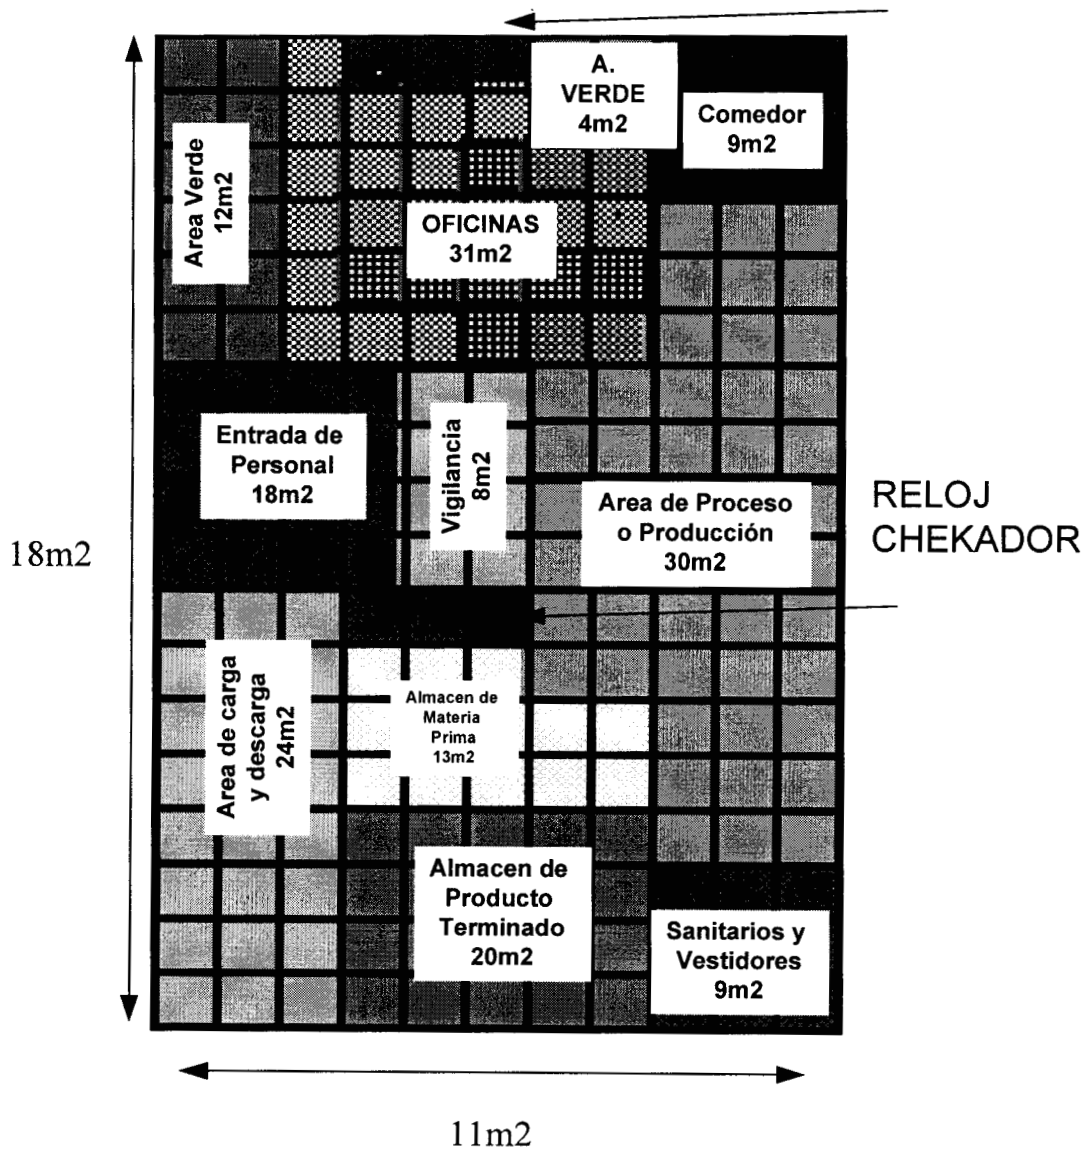 A.
VERDE
4m2
Comedor
9m2
Area Verde
12m2
OFICINAS
31m2
Entrada de
Personal
18m2
Vigilancia
8m2
Area de Proceso
o Producción
30m2
RELOJ
CHEKADOR
18m2
Area de carga
y descarga
24m2
Almacen de
Materia
Prima
13m2
Almacen de
Producto
Terminado
20m2
Sanitarios y
Vestidores
9m2
11m2